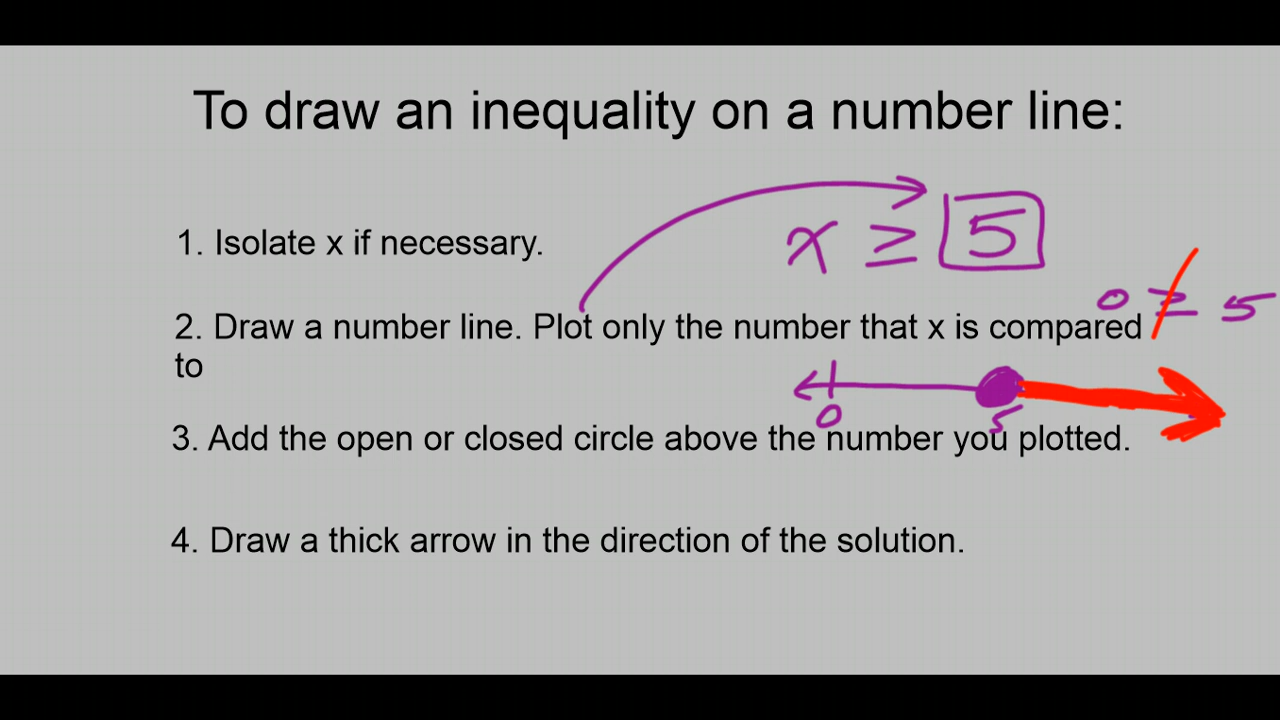 To draw an inequality on a number line:
1. Isolate x if necessary.
x ≥ 5
0 ≱ 5
2. Draw a number line. Plot only the number that x is compared
to
0 5
3. Add the open or closed circle above the number you plotted.
4. Draw a thick arrow in the direction of the solution.